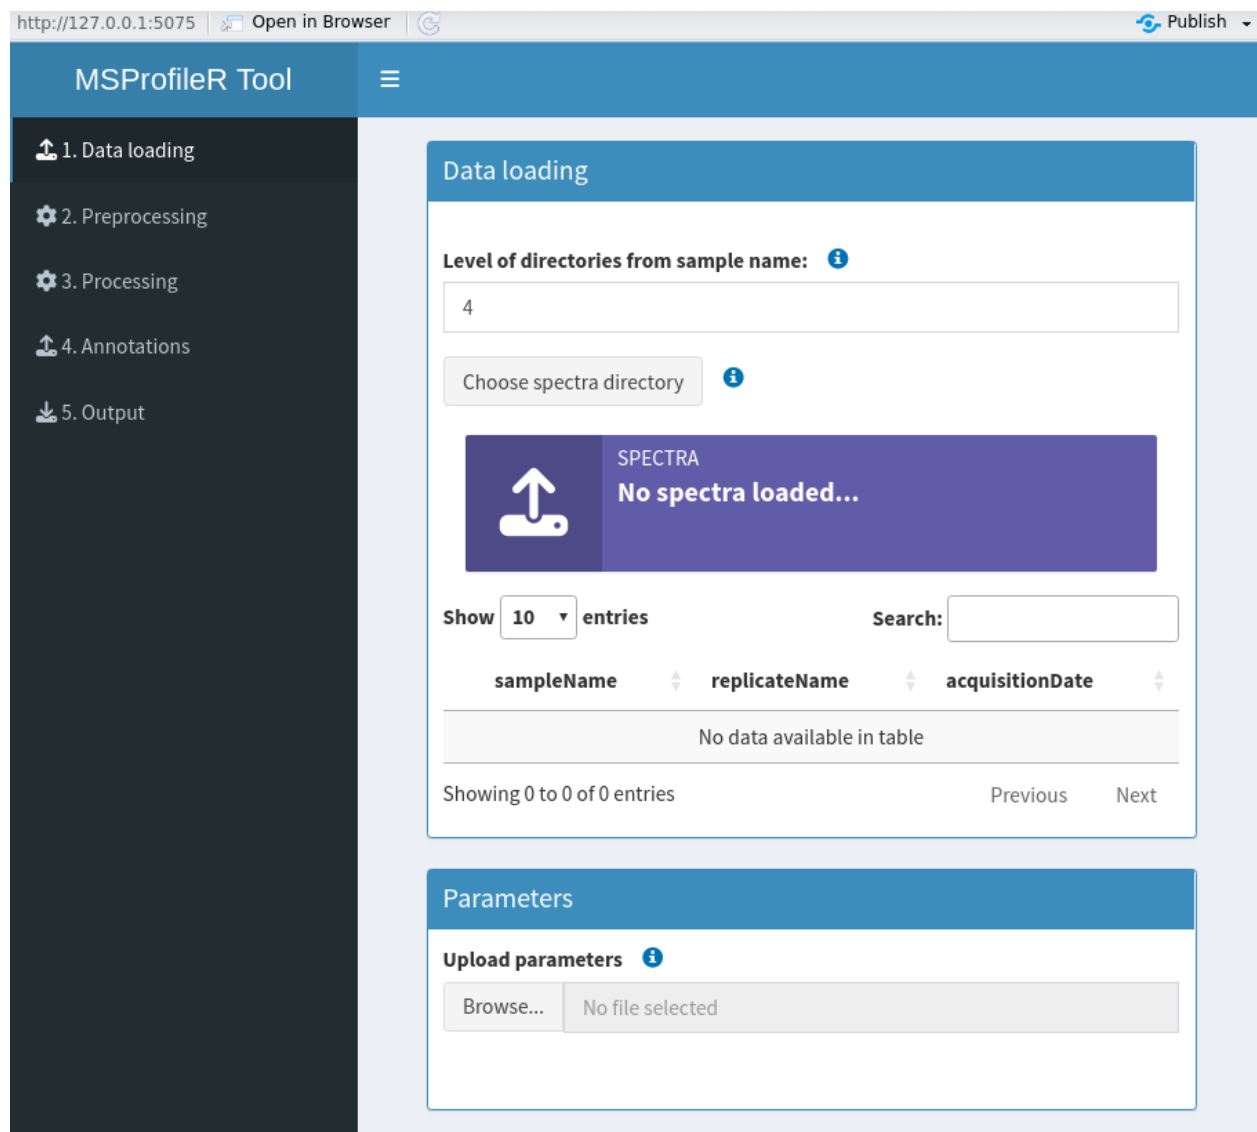 http://127.0.0.1:5075 Open in Browser Publish
MSProfileR Tool
1. Data loading
2. Preprocessing
3. Processing
4. Annotations
5. Output
Data loading
Level of directories from sample name:
4
Choose spectra directory
SPECTRA
No spectra loaded...
Show 10 entries Search:
sampleName replicateName acquisitionDate
No data available in table
Showing 0 to 0 of 0 entries Previous Next
Parameters
Upload parameters
Browse... No file selected